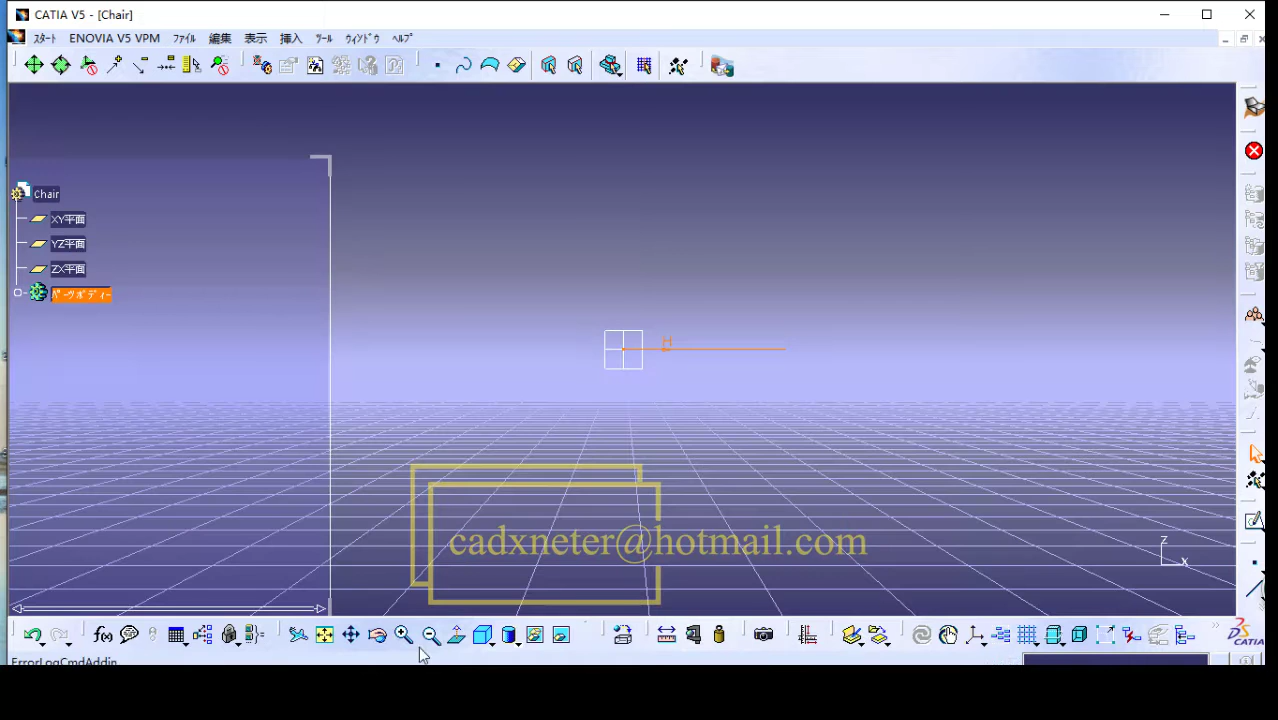 CATIA V5 - [Chair]
ｽﾀｰﾄ ENOVIA V5 VPM ﾌｧｲﾙ 編集 表示 挿入 ﾂｰﾙ ｳｨﾝﾄﾞｳ ﾍﾙﾌﾟ
Chair
XY平面
YZ平面
ZX平面
ﾊﾟｰﾂﾎﾞﾃﾞｨｰ
H
cadxneter@hotmail.com
Z
X
f(x)
CATIA
ErrorLogCmdAddin